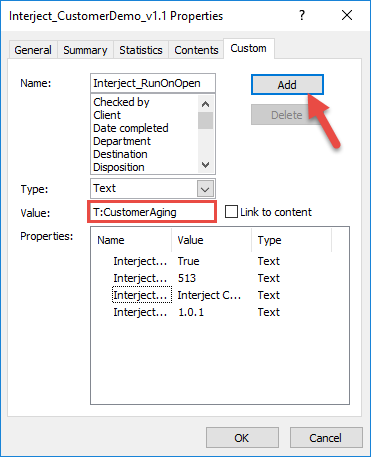 Interject_CustomerDemo_v1.1 Properties
General Summary Statistics Contents Custom
Name: Interject_RunOnOpen Add
Checked by
Client
Date completed
Department
Destination
Disposition
Delete
Type: Text
Value: T:CustomerAging Link to content
Properties:
Name Value Type
Interject... True Text
Interject... 513 Text
Interject... Interject C... Text
Interject... 1.0.1 Text
OK Cancel